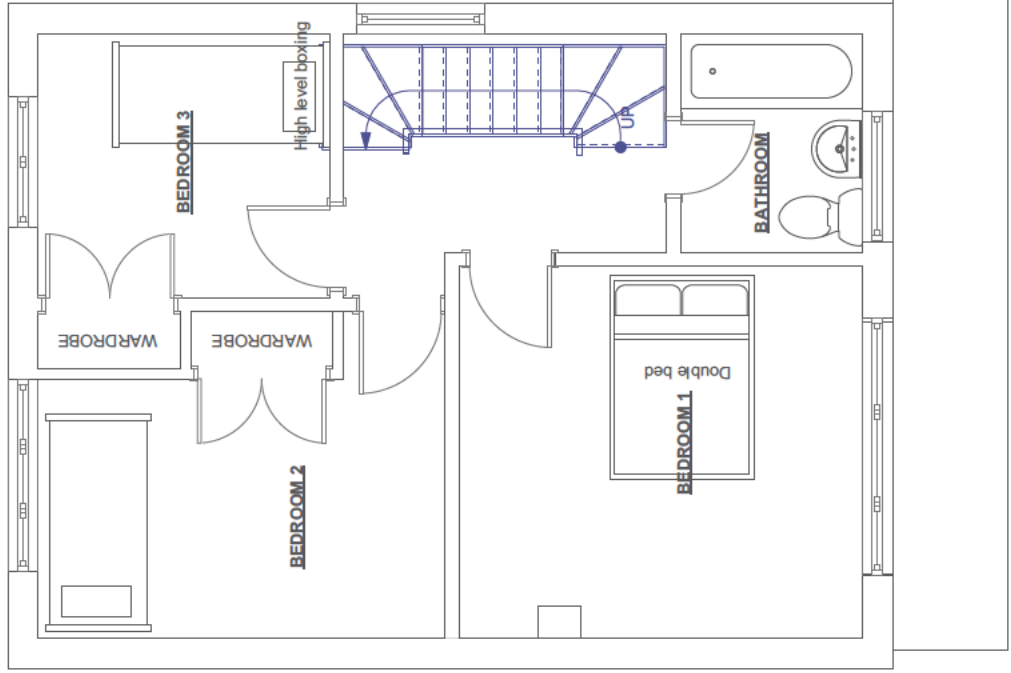 High level boxing
BEDROOM 3
UP
BATHROOM
WARDROBE
WARDROBE
Double bed
BEDROOM 1
BEDROOM 2